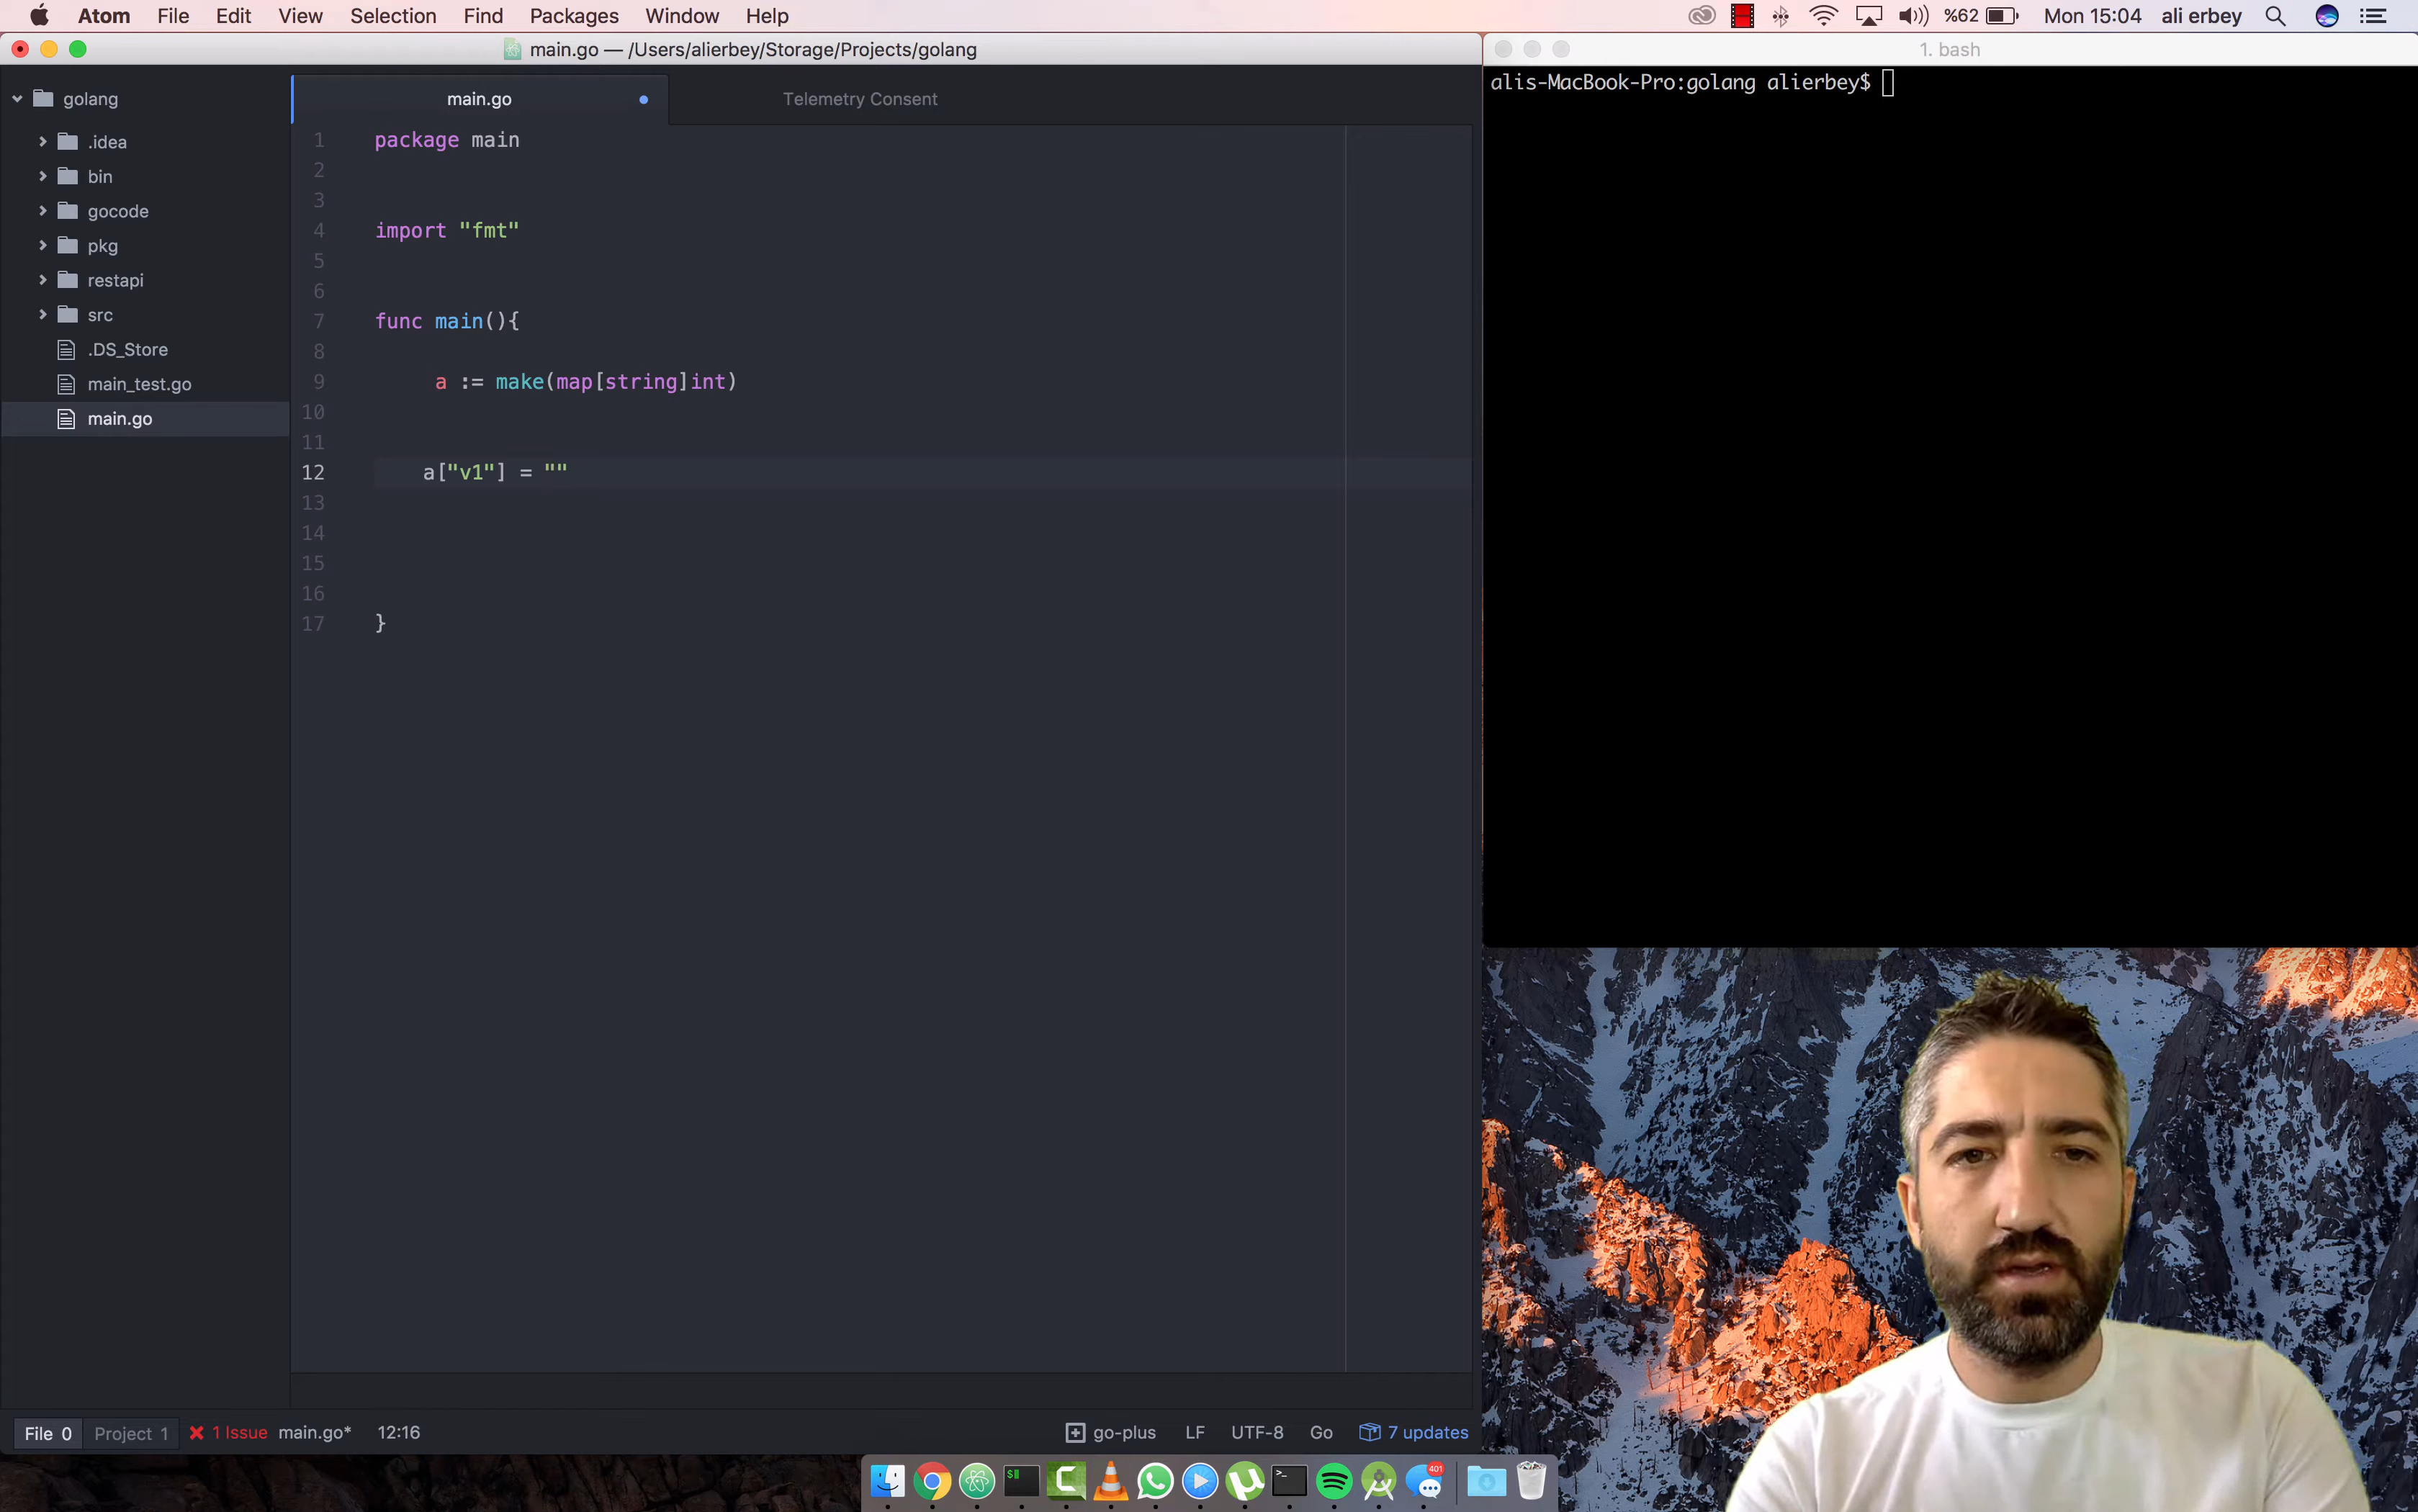 Atom File Edit View Selection Find Packages Window Help
%62 Mon 15:04 ali erbey
main.go — /Users/alierbey/Storage/Projects/golang
1. bash
golang
.idea
bin
gocode
pkg
restapi
src
.DS_Store
main_test.go
main.go
main.go
Telemetry Consent
1 package main
2
3
4 import "fmt"
5
6
7 func main(){
8
9 a := make(map[string]int)
10
11
12 a["v1"] = ""
13
14
15
16
17 }
alis-MacBook-Pro:golang alierbey$
File 0 Project 1 1 Issue main.go* 12:16
go-plus LF UTF-8 Go 7 updates
401